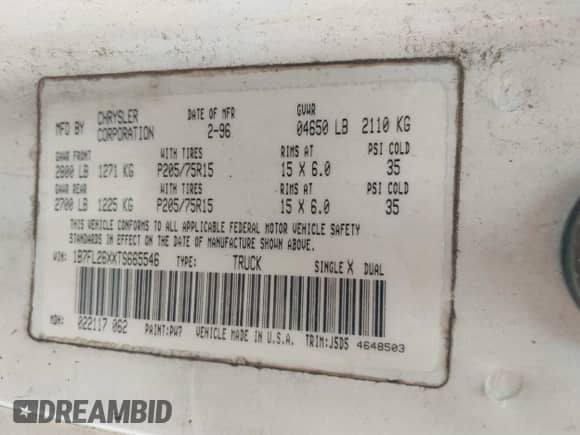 MFD BY CHRYSLER CORPORATION DATE OF MFR 2-96 GVWR 04650 LB 2110 KG
GAWR FRONT WITH TIRES RIMS AT PSI COLD
2800 LB 1271 KG P205/75R15 15 X 6.0 35
GAWR REAR WITH TIRES RIMS AT PSI COLD
2700 LB 1225 KG P205/75R15 15 X 6.0 35
THIS VEHICLE CONFORMS TO ALL APPLICABLE FEDERAL MOTOR VEHICLE SAFETY
STANDARDS IN EFFECT ON THE DATE OF MANUFACTURE SHOWN ABOVE.
VIN: 1B7FL26XXTS665546 TYPE: TRUCK SINGLE X DUAL
MDH: 022117 062 PAINT:PW7 VEHICLE MADE IN U.S.A. TRIM:J5D5 4648503
DREAMBID